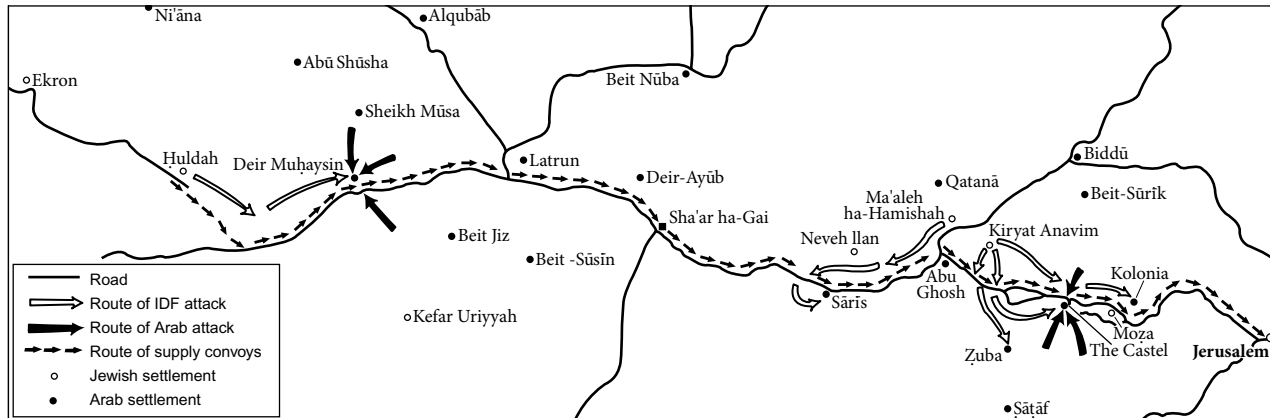 Ni'āna
Alqubāb
Abū Shūsha
Ekron
Beit Nūba
Sheikh Mūsa
Ḥuldah
Deir Muḥaysin
Latrun
Biddū
Deir-Ayūb
Qatanā
Ma'aleh
ha-Hamishah
Beit-Sūrīk
Sha'ar ha-Gai
Kiryat Anavim
Beit Jiz
Neveh llan
Beit -Sūsīn
Abu
Ghosh
Kolonia
Sārīs
Kefar Uriyyah
Moẓa
The Castel
Jerusalem
Ẓuba
Ṣātāf
Road
Route of IDF attack
Route of Arab attack
Route of supply convoys
Jewish settlement
Arab settlement